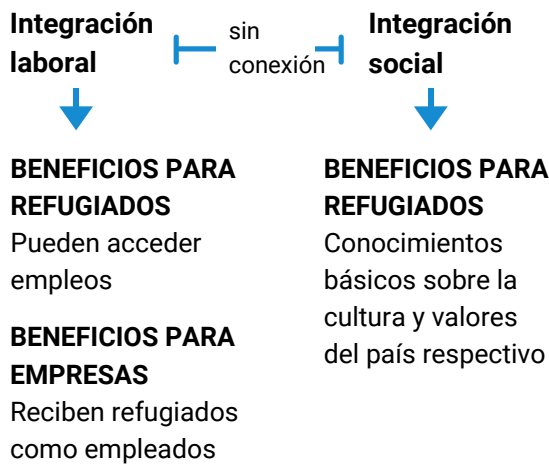 Integración
laboral
sin
conexión
Integración
social
BENEFICIOS PARA
REFUGIADOS
Pueden acceder
empleos
BENEFICIOS PARA
EMPRESAS
Reciben refugiados
como empleados
BENEFICIOS PARA
REFUGIADOS
Conocimientos
básicos sobre la
cultura y valores
del país respectivo